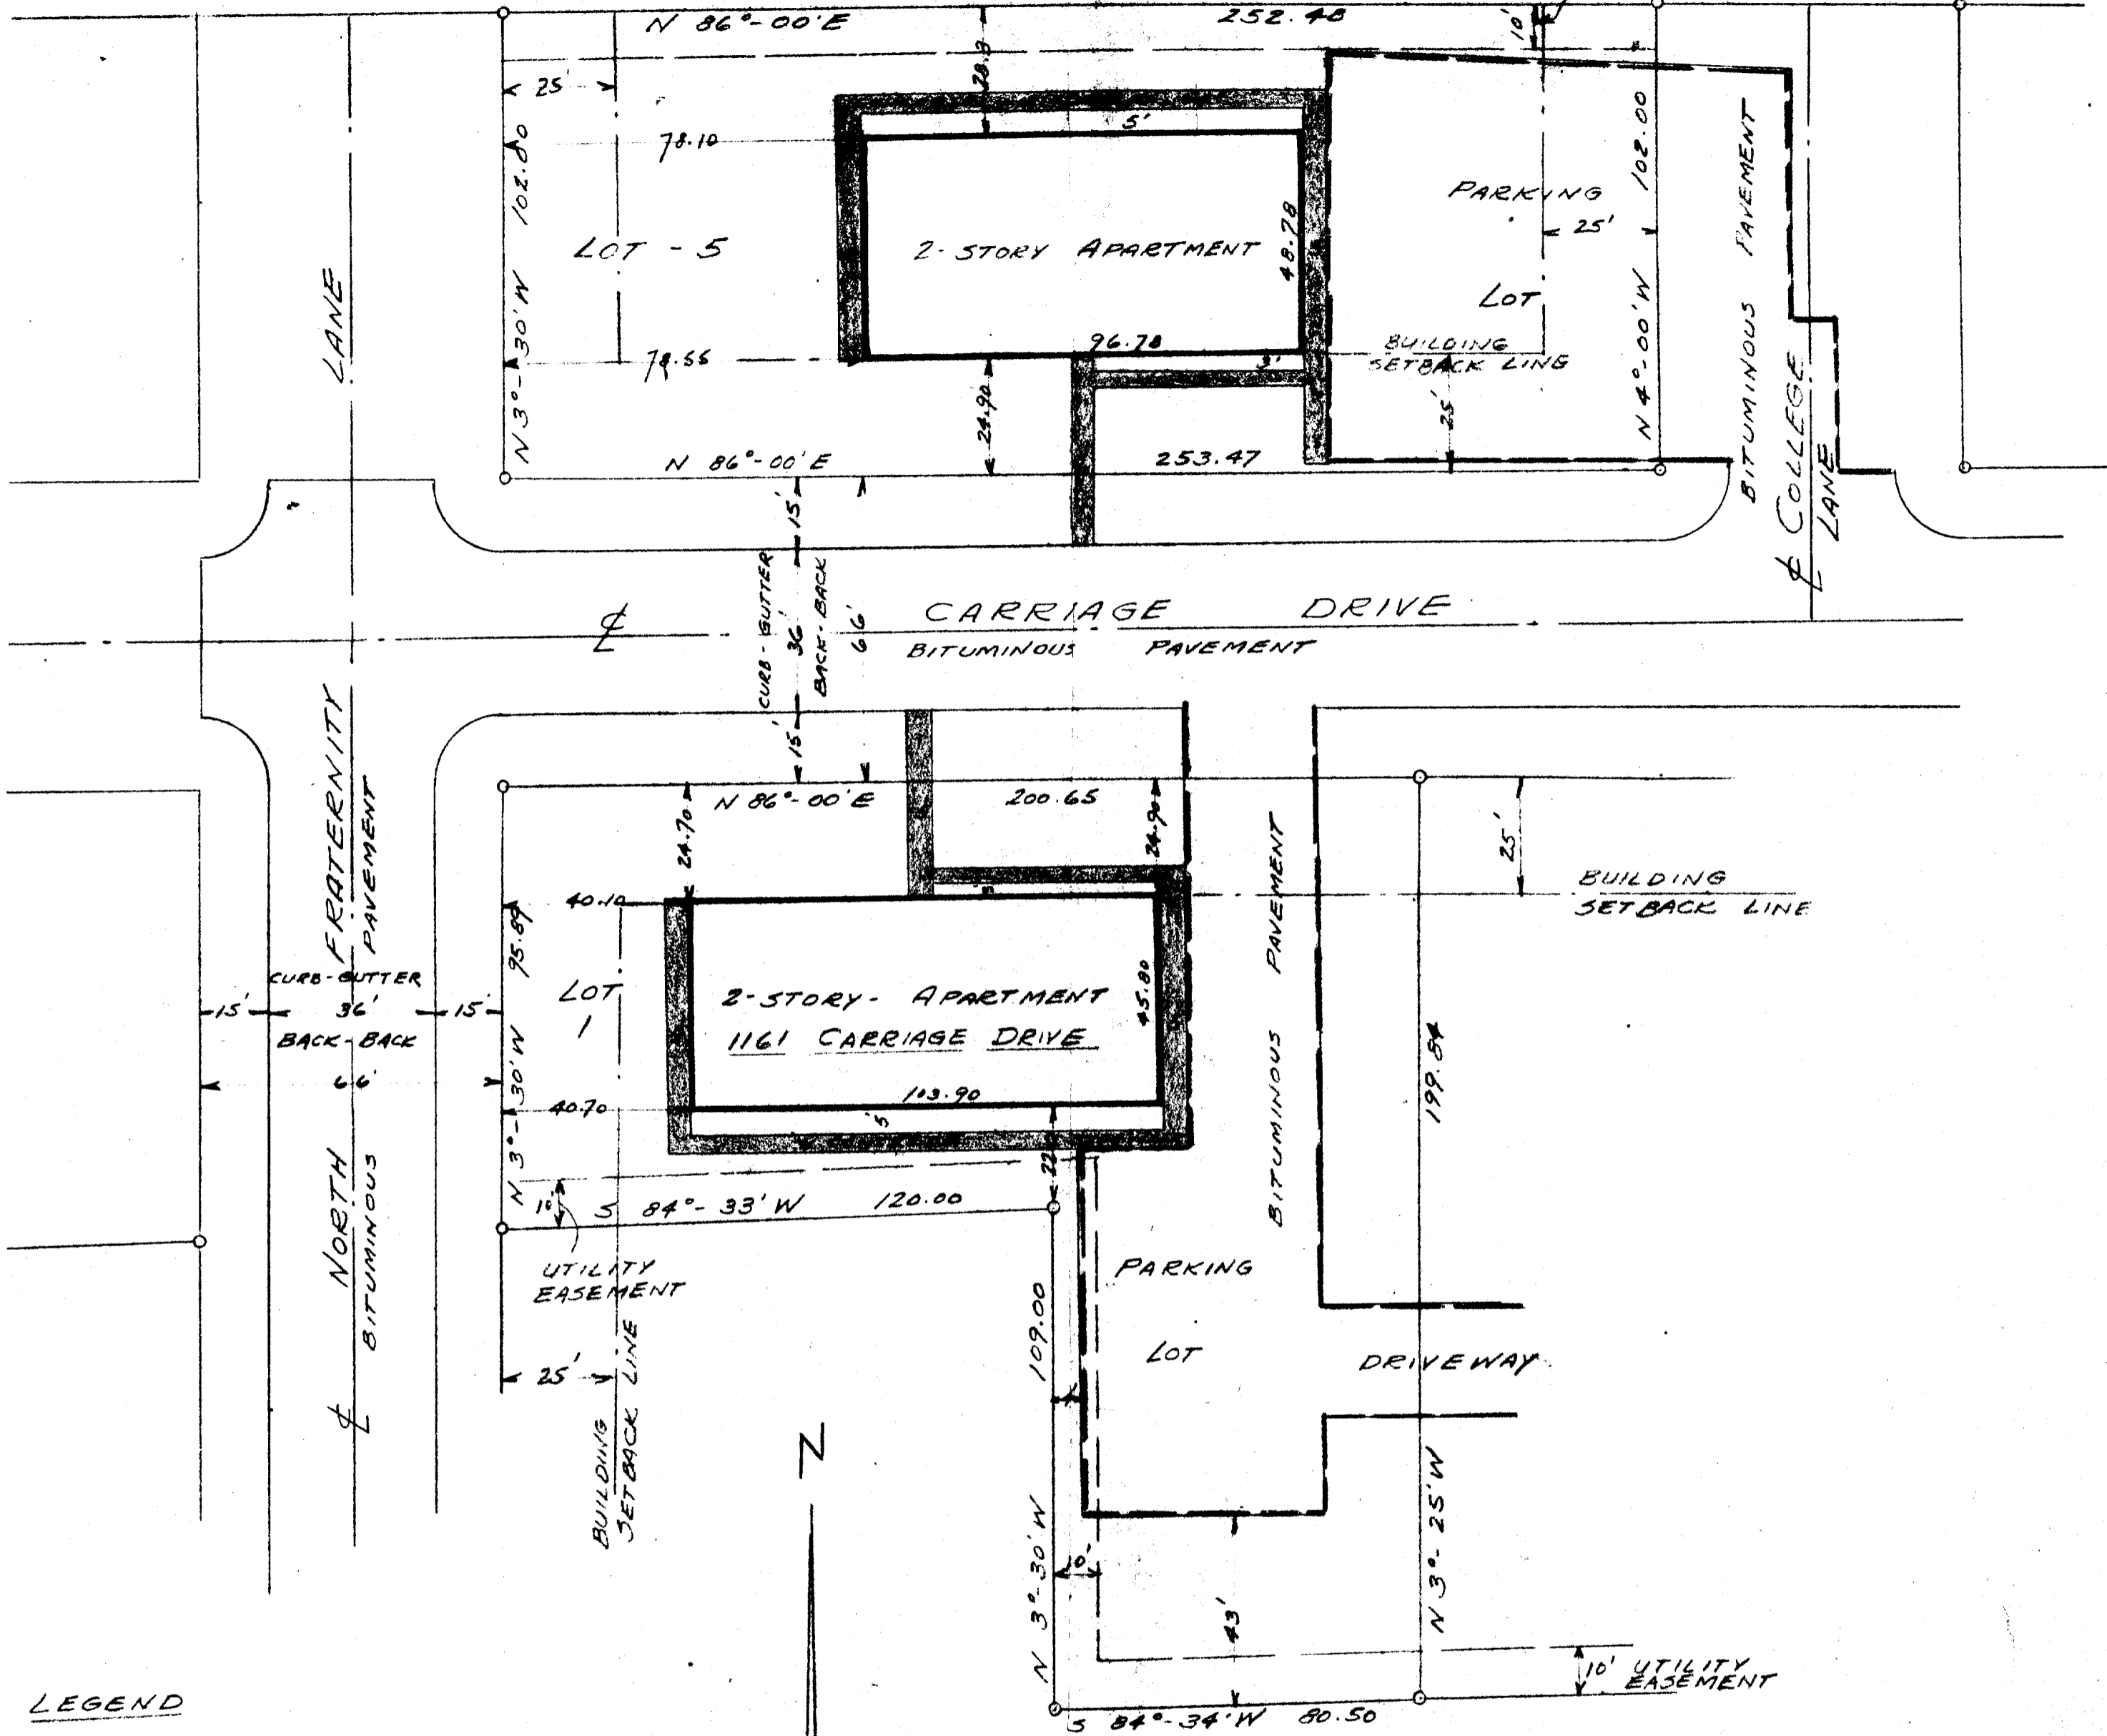 N 86°-00'E 252.48
10'
25'
28.3
5'
78.10
N 3°-30'W 102.80
LOT - 5
2-STORY APARTMENT
48.78
96.78
3'
78.55
24.90
PARKING
LOT
25'
BUILDING
SETBACK LINE
25'
N 4°-00'W 102.00
BITUMINOUS PAVEMENT
℄ COLLEGE
LANE
N 86°-00'E 253.47
15'
CURB-GUTTER
36'
BACK-BACK
66'
15'
℄ CARRIAGE DRIVE
BITUMINOUS PAVEMENT
℄ NORTH FRATERNITY LANE
BITUMINOUS PAVEMENT
CURB-GUTTER
15' 36' 15'
BACK-BACK
66'
N 86°-00'E 200.65
24.70
24.90
40.10
N 3°-30'W 95.89
LOT
1
2-STORY- APARTMENT
1161 CARRIAGE DRIVE
45.80
103.90
5'
40.70
25'
BUILDING
SETBACK LINE
BITUMINOUS PAVEMENT
N 3°-25'W 199.84
10'
S 84°-33'W 120.00
UTILITY
EASEMENT
25'
BUILDING
SETBACK LINE
N 3°-30'W 109.00
PARKING
LOT
DRIVEWAY
N
10'
43'
10' UTILITY
EASEMENT
S 84°-34'W 80.50
LEGEND